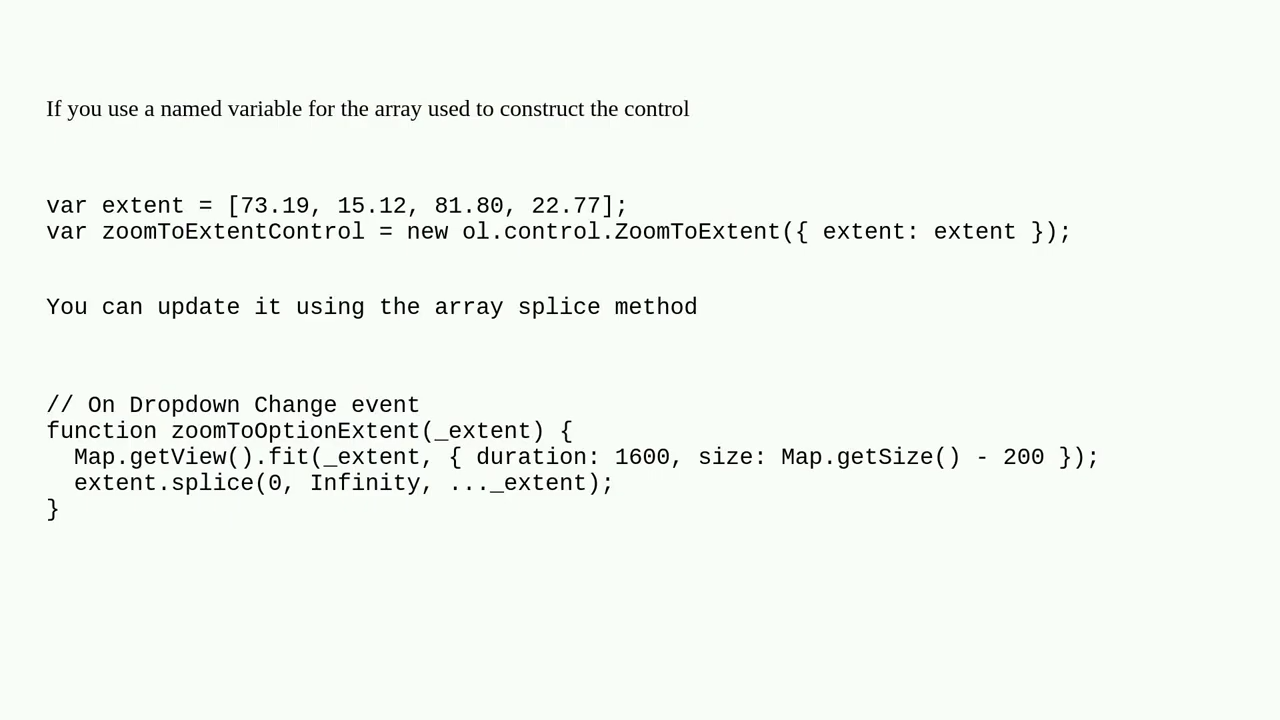 If you use a named variable for the array used to construct the control
var extent = [73.19, 15.12, 81.80, 22.77];
var zoomToExtentControl = new ol.control.ZoomToExtent({ extent: extent });
You can update it using the array splice method
// On Dropdown Change event
function zoomToOptionExtent(_extent) {
  Map.getView().fit(_extent, { duration: 1600, size: Map.getSize() - 200 });
  extent.splice(0, Infinity, ..._extent);
}